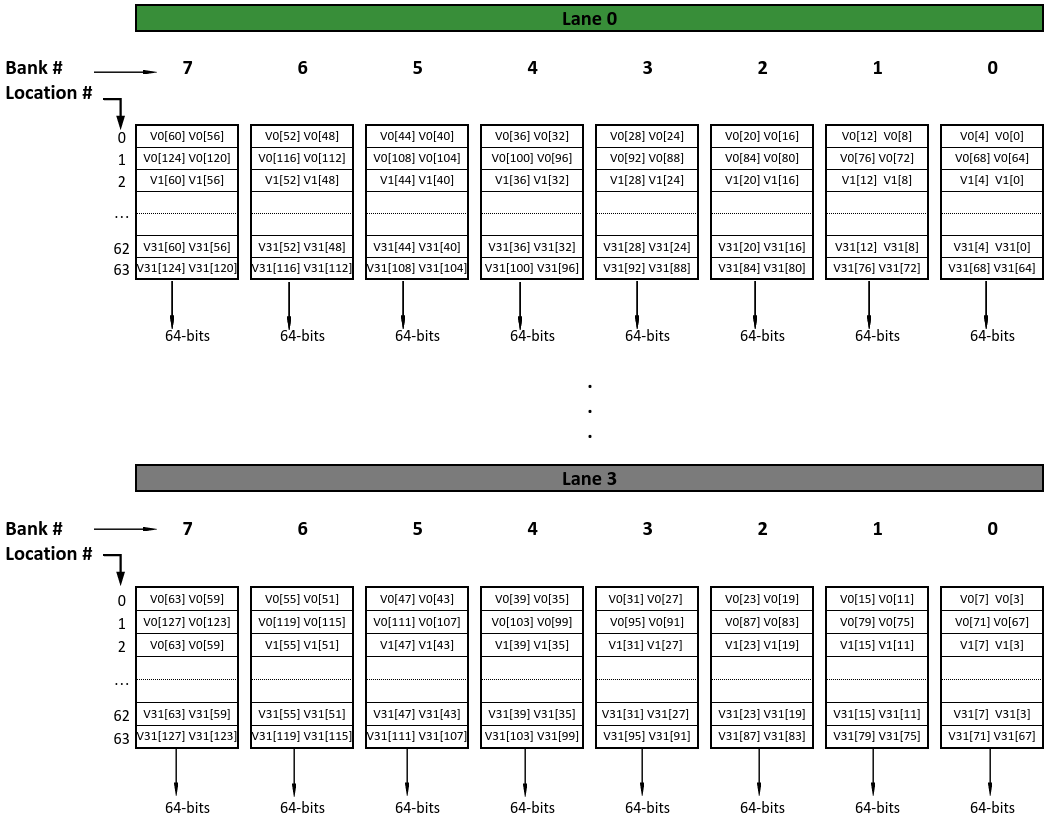 Lane 0
Bank # 7 6 5 4 3 2 1 0
Location #
0 V0[60] V0[56] V0[52] V0[48] V0[44] V0[40] V0[36] V0[32] V0[28] V0[24] V0[20] V0[16] V0[12] V0[8] V0[4] V0[0]
1 V0[124] V0[120] V0[116] V0[112] V0[108] V0[104] V0[100] V0[96] V0[92] V0[88] V0[84] V0[80] V0[76] V0[72] V0[68] V0[64]
2 V1[60] V1[56] V1[52] V1[48] V1[44] V1[40] V1[36] V1[32] V1[28] V1[24] V1[20] V1[16] V1[12] V1[8] V1[4] V1[0]
...
62 V31[60] V31[56] V31[52] V31[48] V31[44] V31[40] V31[36] V31[32] V31[28] V31[24] V31[20] V31[16] V31[12] V31[8] V31[4] V31[0]
63 V31[124] V31[120] V31[116] V31[112] V31[108] V31[104] V31[100] V31[96] V31[92] V31[88] V31[84] V31[80] V31[76] V31[72] V31[68] V31[64]
64-bits 64-bits 64-bits 64-bits 64-bits 64-bits 64-bits 64-bits
.
.
.
Lane 3
Bank # 7 6 5 4 3 2 1 0
Location #
0 V0[63] V0[59] V0[55] V0[51] V0[47] V0[43] V0[39] V0[35] V0[31] V0[27] V0[23] V0[19] V0[15] V0[11] V0[7] V0[3]
1 V0[127] V0[123] V0[119] V0[115] V0[111] V0[107] V0[103] V0[99] V0[95] V0[91] V0[87] V0[83] V0[79] V0[75] V0[71] V0[67]
2 V0[63] V0[59] V1[55] V1[51] V1[47] V1[43] V1[39] V1[35] V1[31] V1[27] V1[23] V1[19] V1[15] V1[11] V1[7] V1[3]
...
62 V31[63] V31[59] V31[55] V31[51] V31[47] V31[43] V31[39] V31[35] V31[31] V31[27] V31[23] V31[19] V31[15] V31[11] V31[7] V31[3]
63 V31[127] V31[123] V31[119] V31[115] V31[111] V31[107] V31[103] V31[99] V31[95] V31[91] V31[87] V31[83] V31[79] V31[75] V31[71] V31[67]
64-bits 64-bits 64-bits 64-bits 64-bits 64-bits 64-bits 64-bits